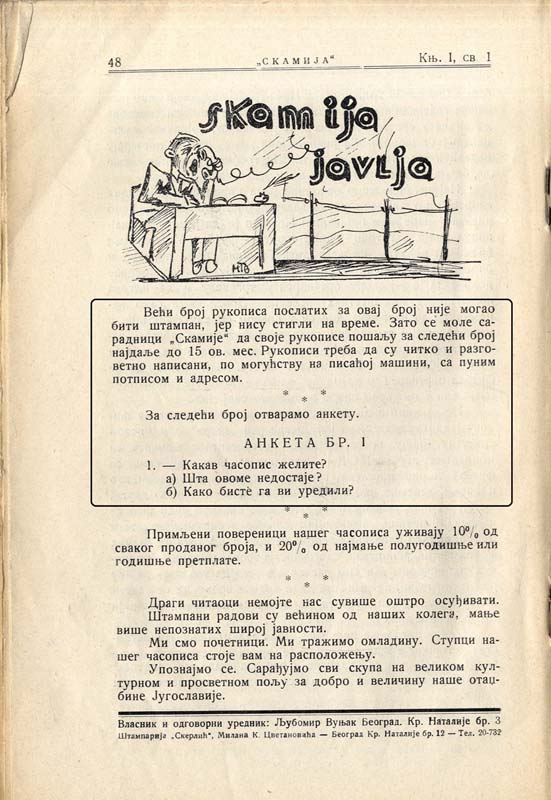 48
„СКАМИЈА“
Књ. I, св 1
skamija
javlja
МТВ
Већи број рукописа послатих за овај број није могао
бити штампан, јер нису стигли на време. Зато се моле са-
радници „Скамије“ да своје рукописе пошаљу за следећи број
најдаље до 15 ов. мес. Рукописи треба да су читко и разго-
ветно написани, по могућству на писаћој машини, са пуним
потписом и адресом.
* * *
За следећи број отварамо анкету.
АНКЕТА БР. 1
1. — Какав часопис желите?
а) Шта овоме недостаје?
б) Како бисте га ви уредили?
* * *
Примљени повереници нашег часописа уживају 10% од
сваког проданог броја, и 20% од најмање полугодишње или
годишње претплате.
* * *
Драги читаоци немојте нас сувише оштро осуђивати.
Штампани радови су већином од наших колега, мање
више непознатих широј јавности.
Ми смо почетници. Ми тражимо омладину. Ступци на-
шег часописа стоје вам на расположењу.
Упознајмо се. Сарађујмо сви скупа на великом кул-
турном и просветном пољу за добро и величину наше отаџ-
бине Југославије.
Власник и одговорни уредник: Љубомир Вуњак Београд. Кр. Наталије бр. 3
Штампарија „Скерлић“, Милана К. Цветановића — Београд Кр. Наталије бр. 12 — Тел. 20-732